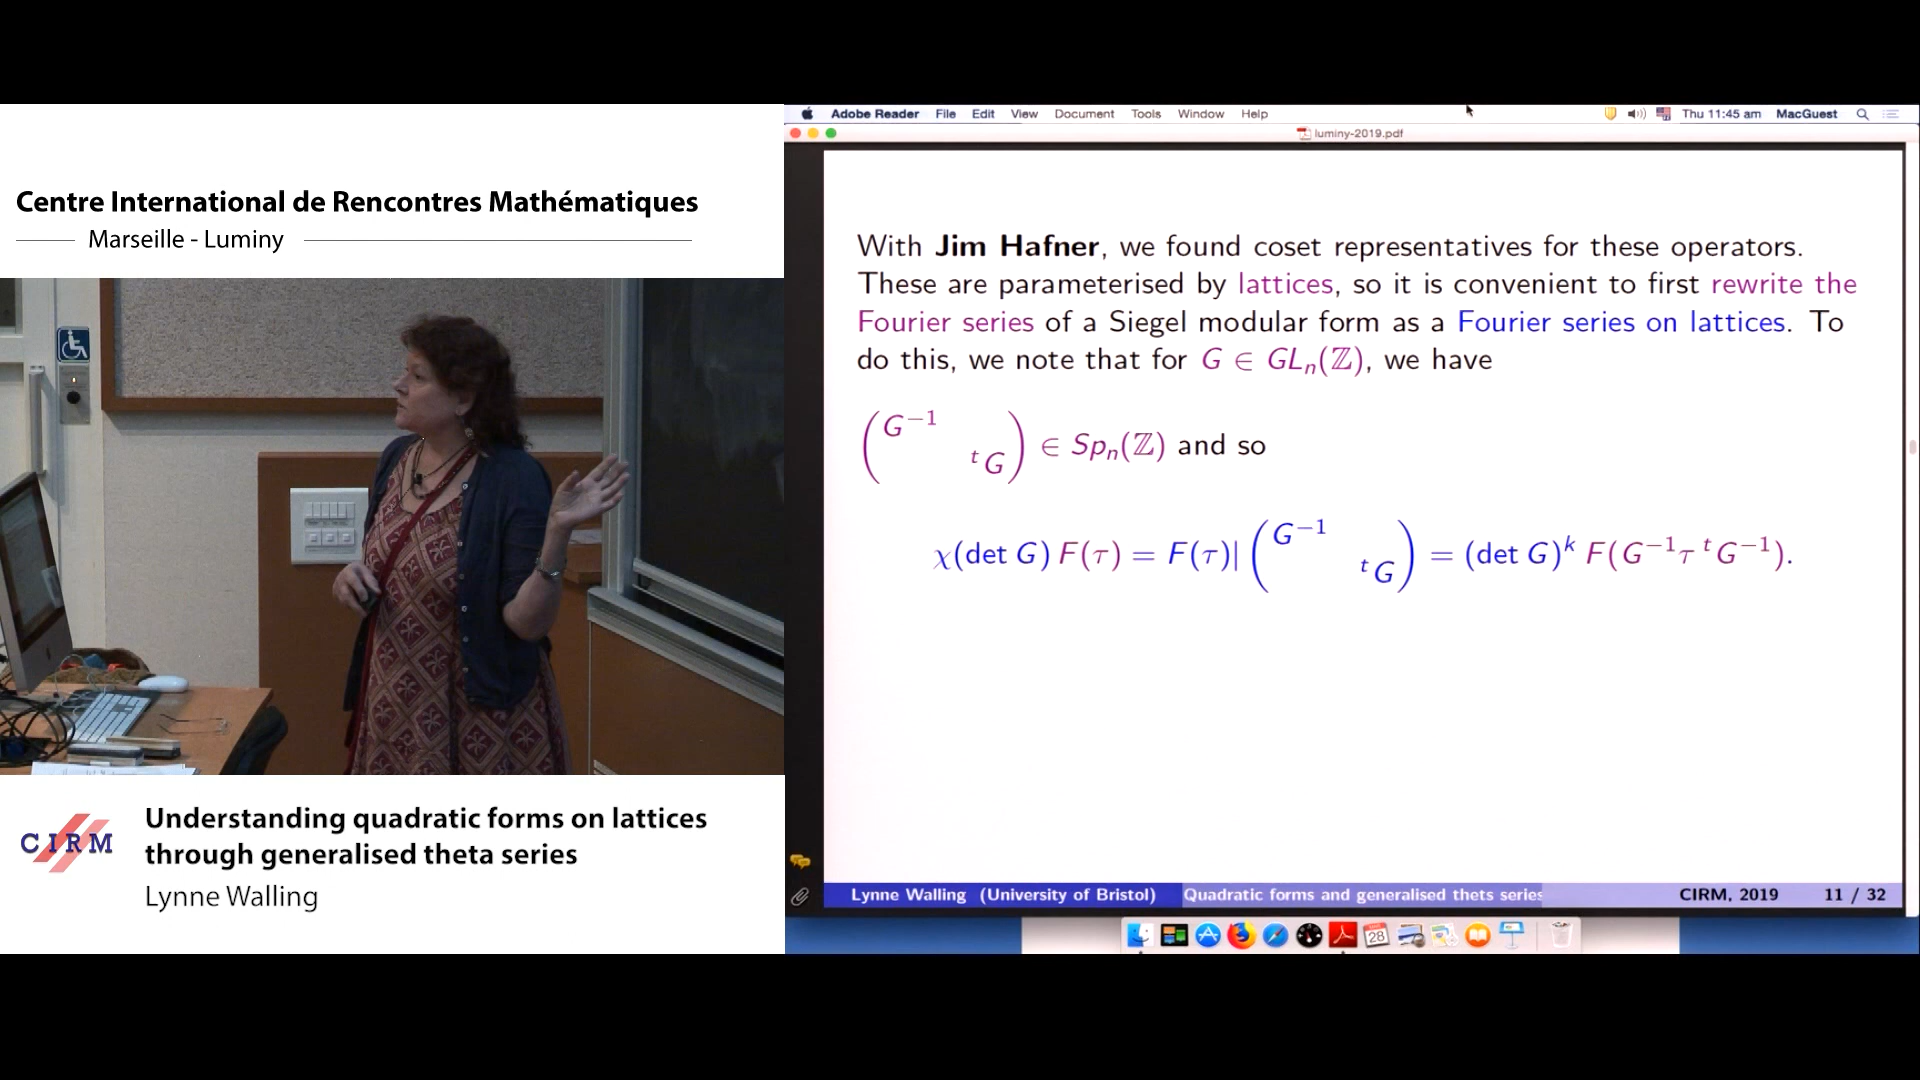 Centre International de Rencontres Mathématiques
Marseille - Luminy
Adobe Reader File Edit View Document Tools Window Help Thu 11:45 am MacGuest
luminy-2019.pdf
With Jim Hafner, we found coset representatives for these operators.
These are parameterised by lattices, so it is convenient to first rewrite the
Fourier series of a Siegel modular form as a Fourier series on lattices. To
do this, we note that for G ∈ GLₙ(ℤ), we have
(G⁻¹ ᵗG) ∈ Spₙ(ℤ) and so
χ(det G) F(τ) = F(τ)| (G⁻¹ ᵗG) = (det G)ᵏ F(G⁻¹τ ᵗG⁻¹).
Lynne Walling (University of Bristol) Quadratic forms and generalised thets series CIRM, 2019 11 / 32
28
CIRM
Understanding quadratic forms on lattices
through generalised theta series
Lynne Walling